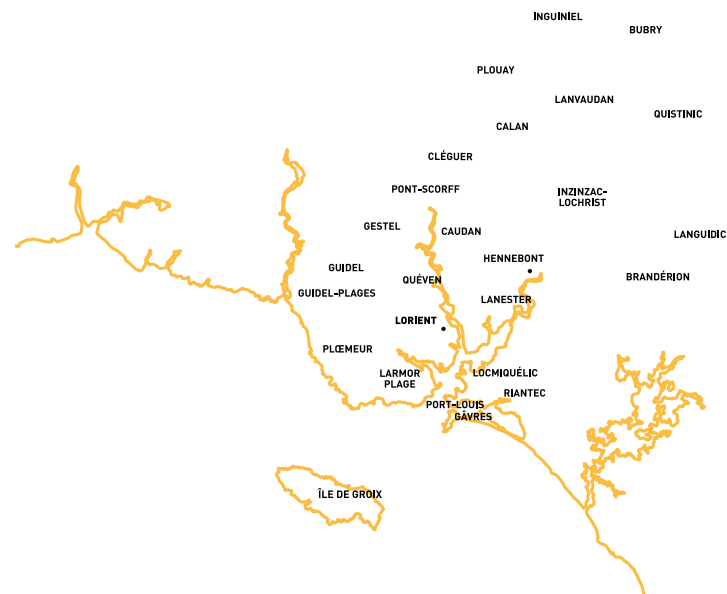 INGUINIEL
BUBRY
PLOUAY
LANVAUDAN
QUISTINIC
CALAN
CLÉGUER
PONT-SCORFF
INZINZAC-
LOCHRIST
GESTEL
CAUDAN
LANGUIDIC
HENNEBONT
GUIDEL
QUÉVEN
BRANDÉRION
GUIDEL-PLAGES
LANESTER
LORIENT
PLŒMEUR
LARMOR
PLAGE
LOCMIQUÉLIC
RIANTEC
PORT-LOUIS
GÂVRES
ÎLE DE GROIX